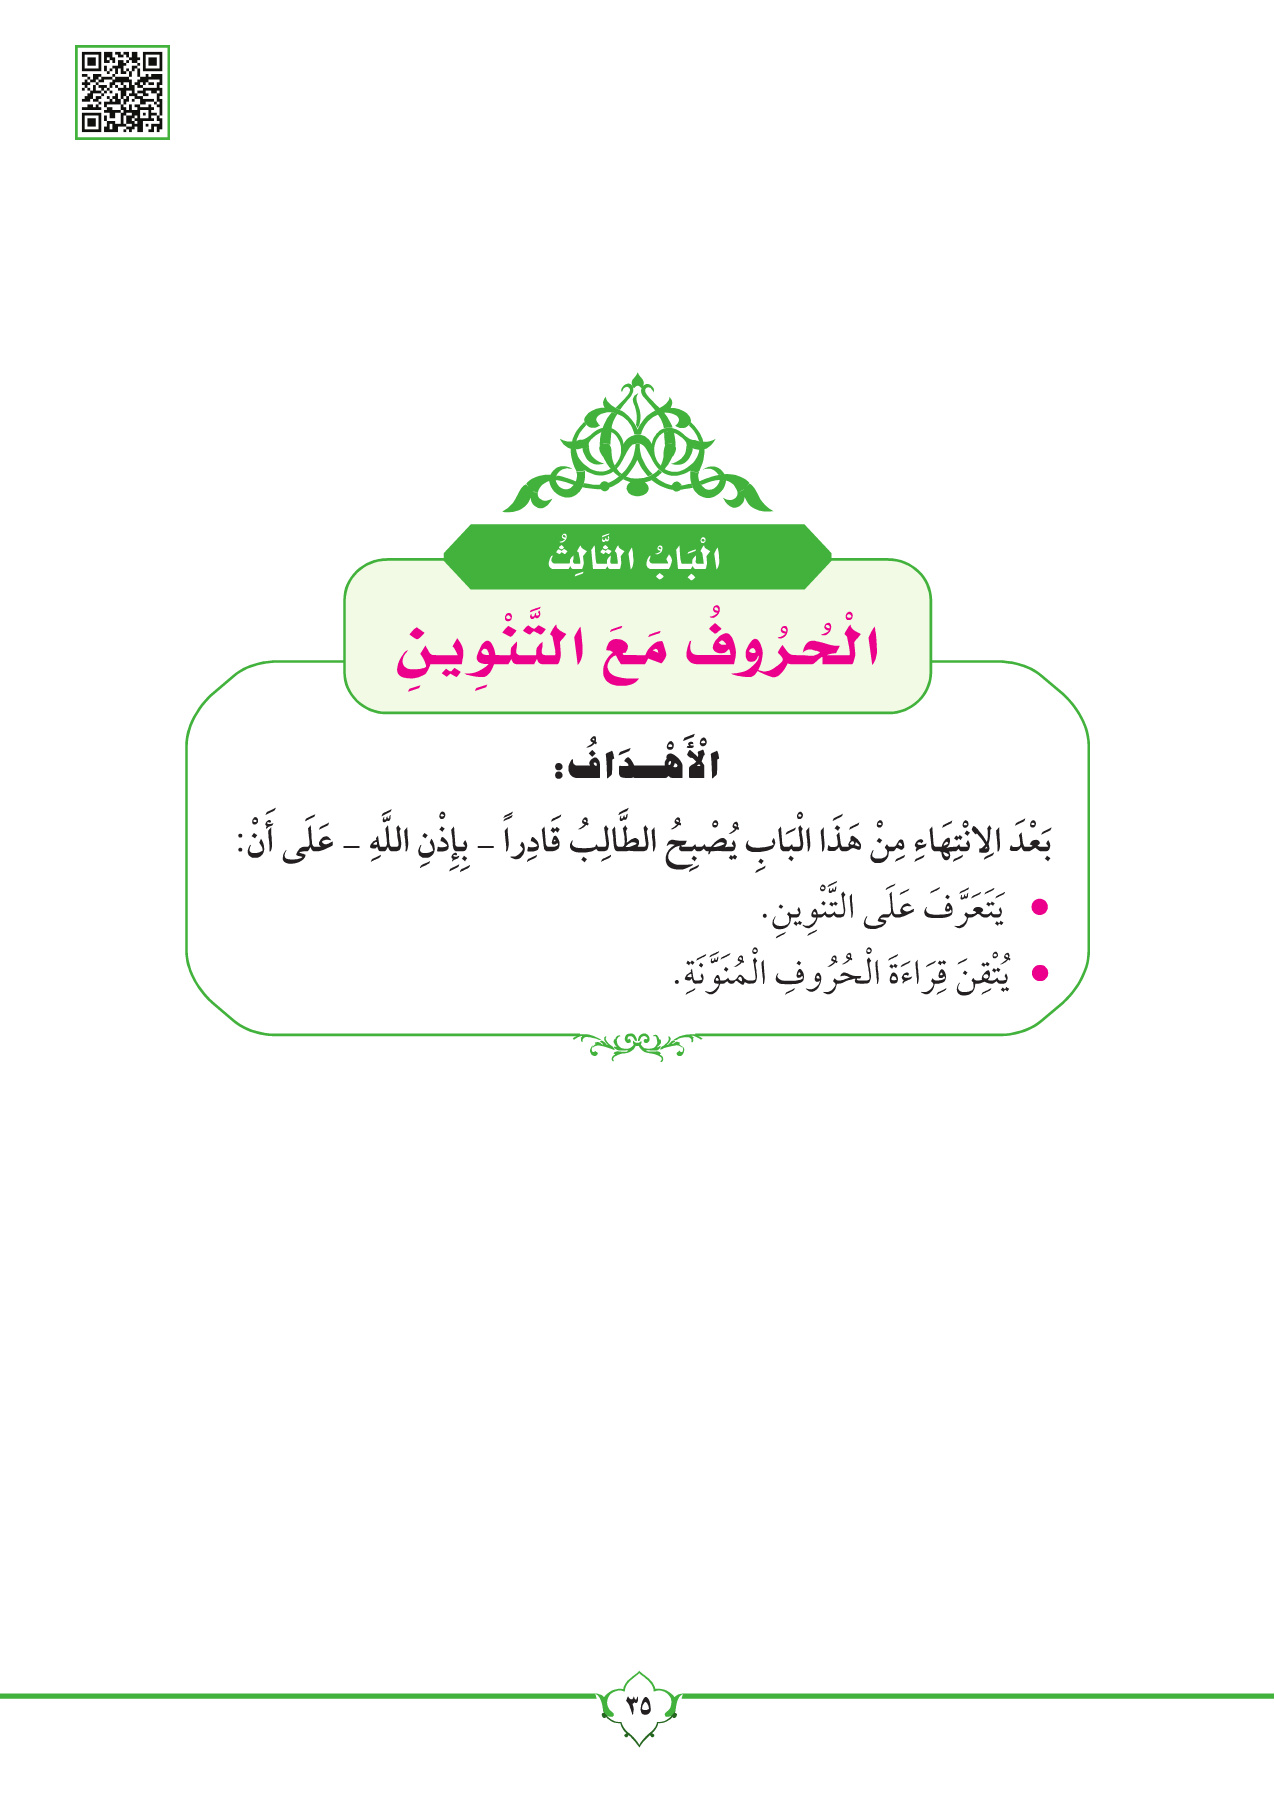 الْبَابُ الثَّالِثُ
الْحُرُوفُ مَعَ التَّنْوِينِ
الْأَهْـدَافُ:
بَعْدَ الِانْتِهَاءِ مِنْ هَذَا الْبَابِ يُصْبِحُ الطَّالِبُ قَادِراً – بِإِذْنِ اللَّهِ – عَلَى أَنْ:
● يَتَعَرَّفَ عَلَى التَّنْوِينِ.
● يُتْقِنَ قِرَاءَةَ الْحُرُوفِ الْمُنَوَّنَةِ.
٣٥